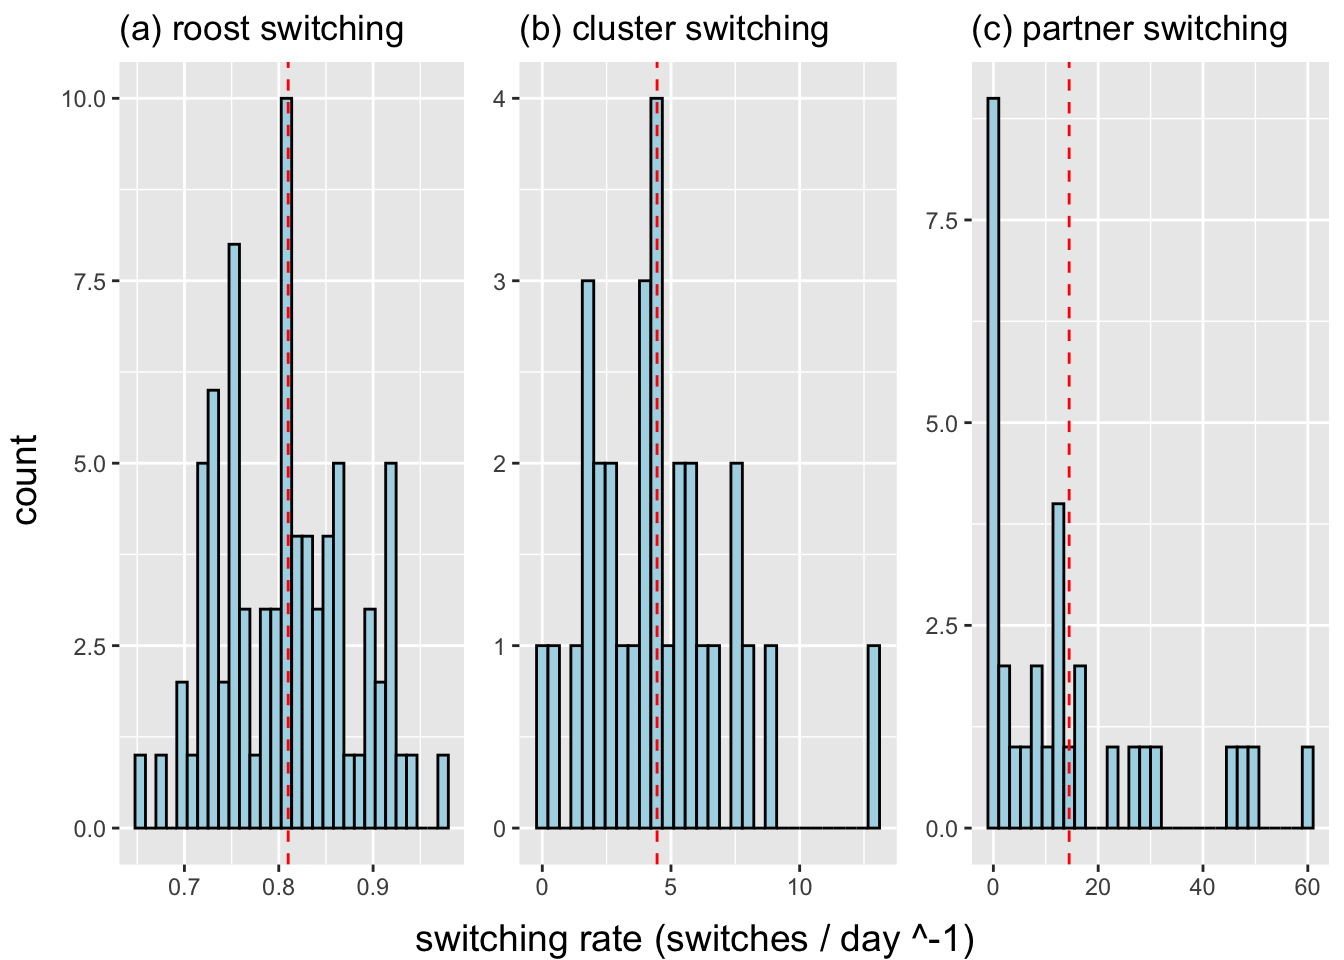 (a) roost switching
(b) cluster switching
(c) partner switching
count
10.0
7.5
5.0
2.5
0.0
0.7 0.8 0.9
4
3
2
1
0
0 5 10
7.5
5.0
2.5
0.0
0 20 40 60
switching rate (switches / day ^-1)